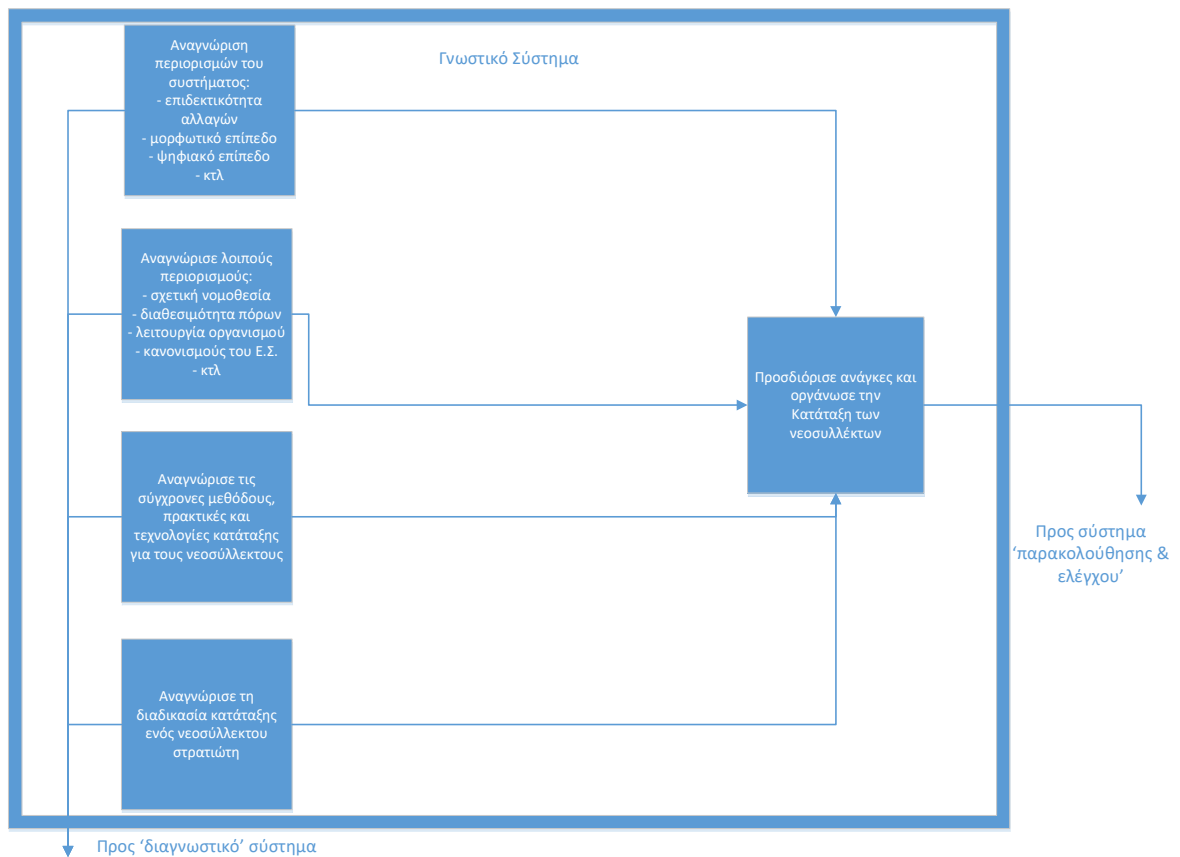 Γνωστικό Σύστημα
Αναγνώριση
περιορισμών του
συστήματος:
- επιδεκτικότητα
αλλαγών
- μορφωτικό επίπεδο
- ψηφιακό επίπεδο
- κτλ
Αναγνώρισε λοιπούς
περιορισμούς:
- σχετική νομοθεσία
- διαθεσιμότητα πόρων
- λειτουργία οργανισμού
- κανονισμούς του Ε.Σ.
- κτλ
Προσδιόρισε ανάγκες και
οργάνωσε την
Κατάταξη των
νεοσυλλέκτων
Αναγνώρισε τις
σύγχρονες μεθόδους,
πρακτικές και
τεχνολογίες κατάταξης
για τους νεοσύλλεκτους
Προς σύστημα
‘παρακολούθησης &
ελέγχου’
Αναγνώρισε τη
διαδικασία κατάταξης
ενός νεοσύλλεκτου
στρατιώτη
Προς ‘διαγνωστικό’ σύστημα